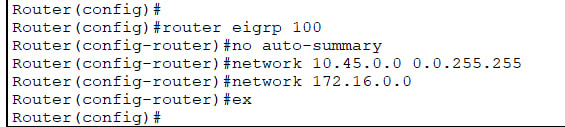 Router(config)#
Router(config)#router eigrp 100
Router(config-router)#no auto-summary
Router(config-router)#network 10.45.0.0 0.0.255.255
Router(config-router)#network 172.16.0.0
Router(config-router)#ex
Router(config)#